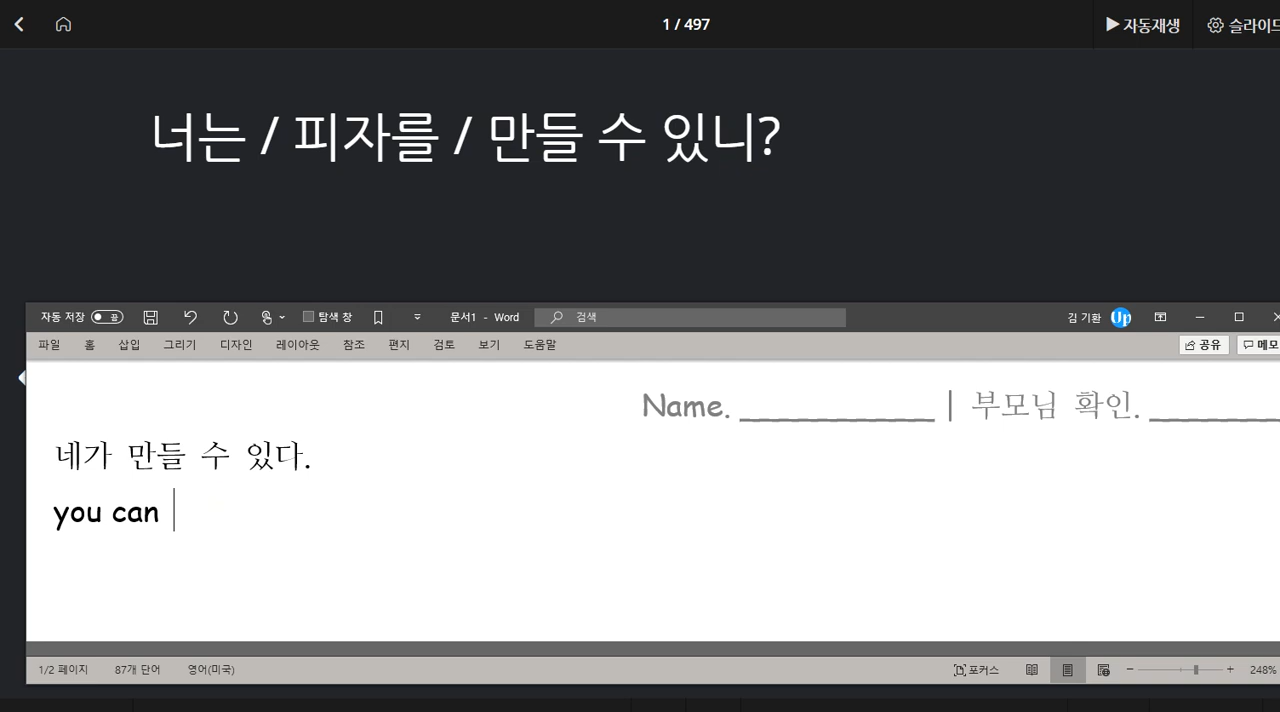 1 / 497
자동재생
슬라이드
너는 / 피자를 / 만들 수 있니?
자동 저장 끔
탐색 창
문서1 - Word
검색
김 기환
Up
파일 홈 삽입 그리기 디자인 레이아웃 참조 편지 검토 보기 도움말
공유
메모
Name. ____________ | 부모님 확인. ________
네가 만들 수 있다.
you can
1/2 페이지 87개 단어 영어(미국)
포커스
248%